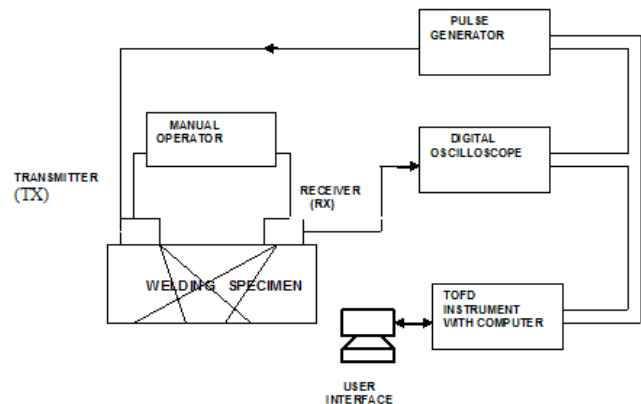 PULSE
GENERATOR
MANUAL
OPERATOR
DIGITAL
OSCILLOSCOPE
TRANSMITTER
(TX)
RECEIVER
(RX)
WELDING SPECIMEN
TOFD
INSTRUMENT
WITH COMPUTER
USER
INTERFACE